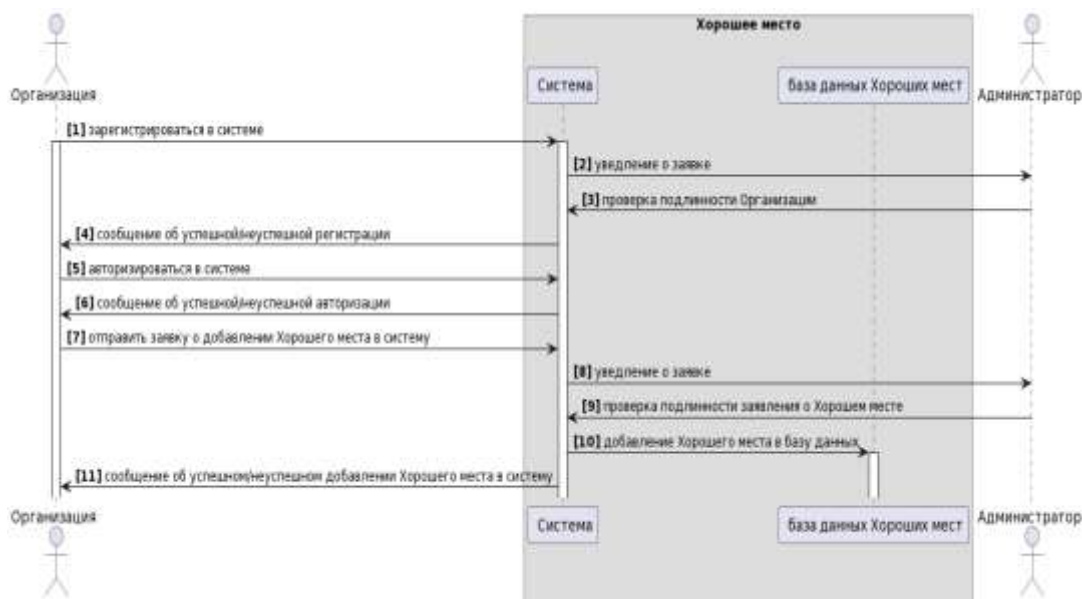 Хорошее место
Организация
Система
база данных Хороших мест
Администратор
[1] зарегистрироваться в системе
[2] уведление о заявке
[3] проверка подлинности Организации
[4] сообщение об успешной/неуспешной регистрации
[5] авторизироваться в системе
[6] сообщение об успешной/неуспешной авторизации
[7] отправить заявку о добавлении Хорошего места в систему
[8] уведление о заявке
[9] проверка подлинности заявления о Хорошем месте
[10] добавление Хорошего места в базу данных
[11] сообщение об успешном/неуспешном добавлении Хорошего места в систему
Организация
Система
база данных Хороших мест
Администратор